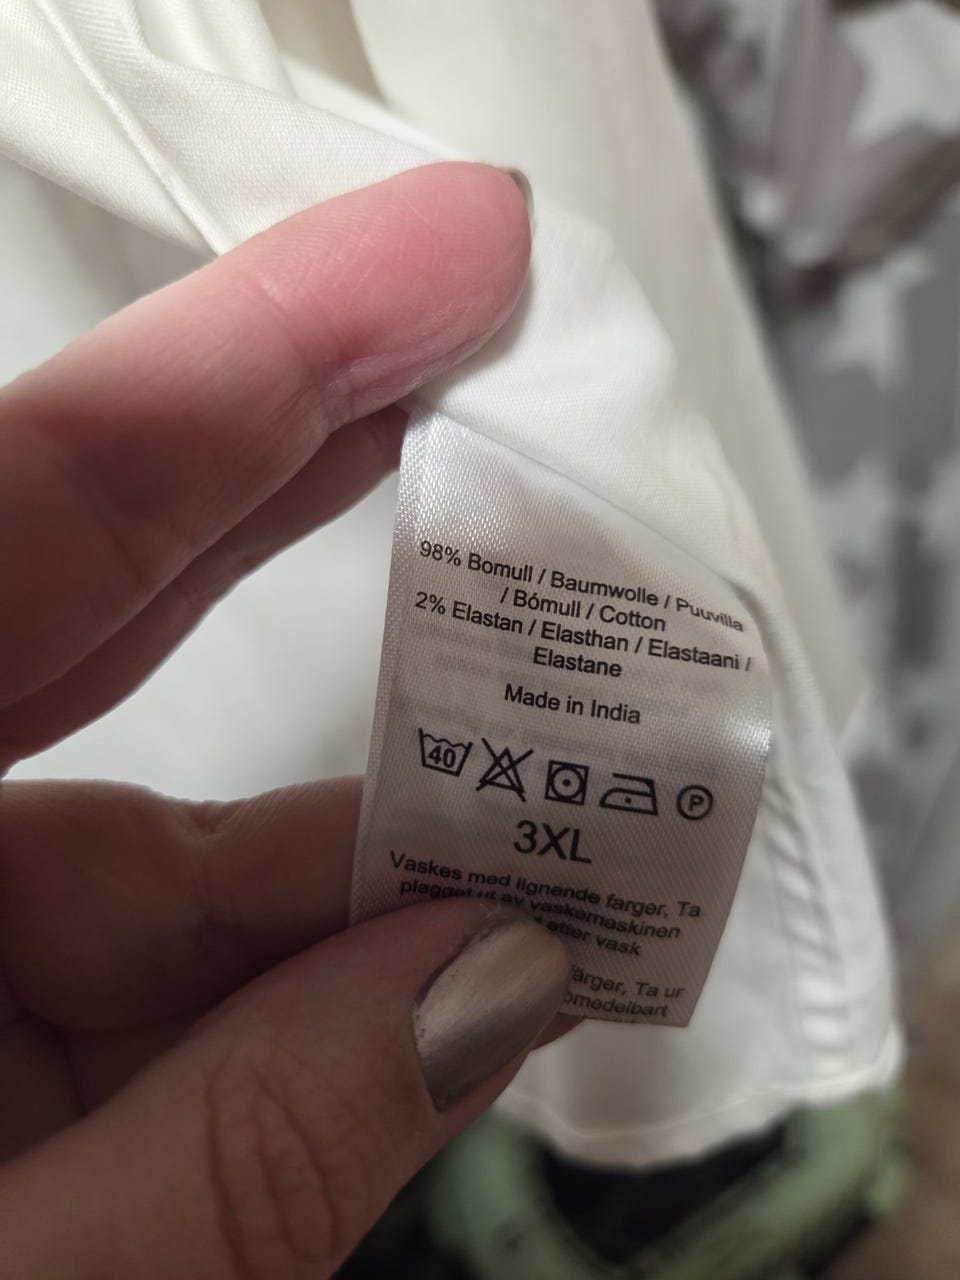 98% Bomull / Baumwolle / Puuvilla
/ Bómull / Cotton
2% Elastan / Elasthan / Elastaani /
Elastane
Made in India
40 P
3XL
Vaskes med lignende farger, Ta
plagget ut av vaskemaskinen
etter vask
färger, Ta ur
omedelbart